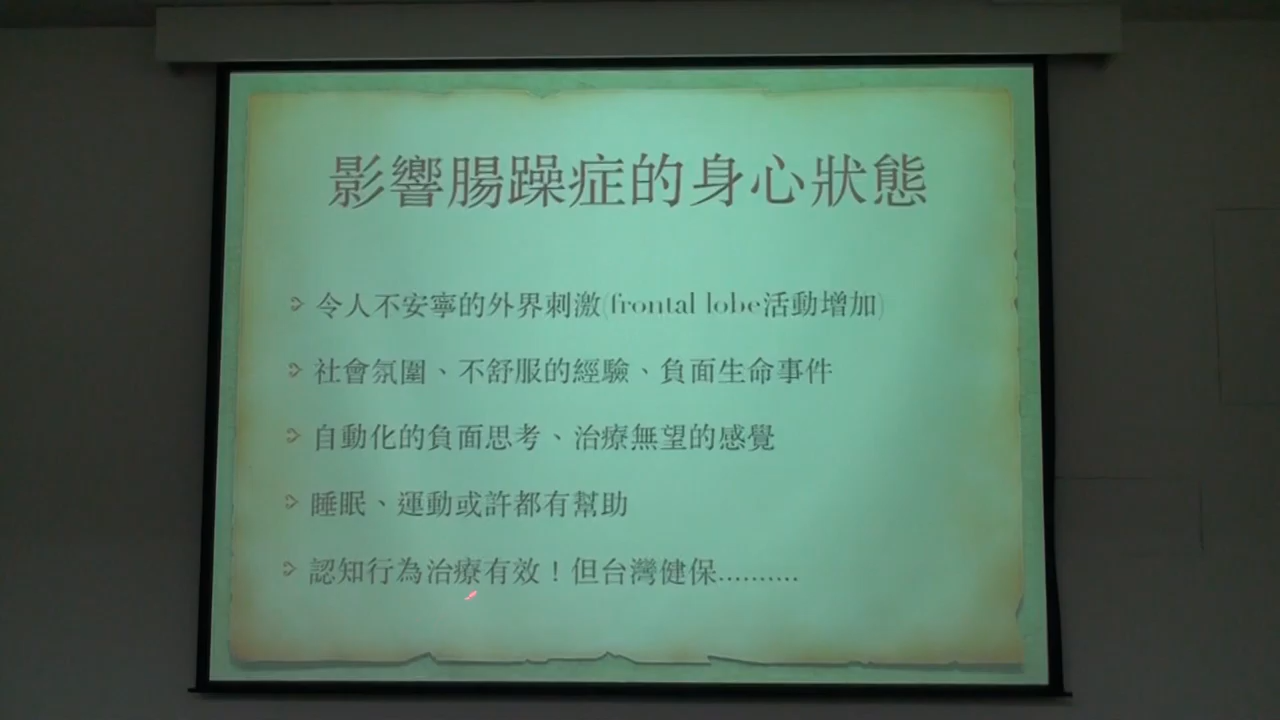 影響腸躁症的身心狀態
令人不安寧的外界刺激(frontal lobe活動增加)
社會氛圍、不舒服的經驗、負面生命事件
自動化的負面思考、治療無望的感覺
睡眠、運動或許都有幫助
認知行為治療有效！但台灣健保..........